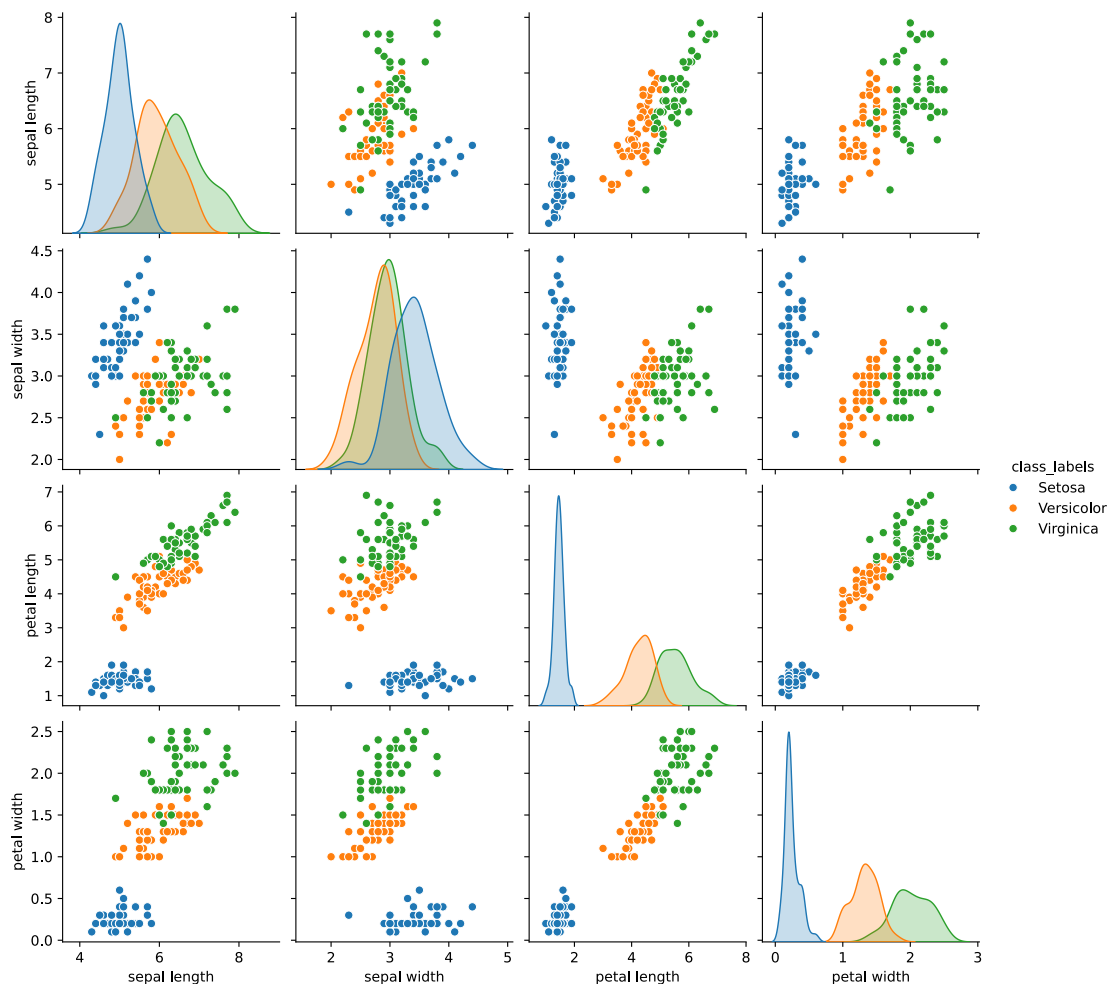 8
7
6
5
sepal length
4.5
4.0
3.5
3.0
2.5
2.0
sepal width
class_labels
Setosa
Versicolor
Virginica
7
6
5
4
3
2
1
petal length
2.5
2.0
1.5
1.0
0.5
0.0
petal width
4 6 8
2 3 4 5
2 4 6 8
0 1 2 3
sepal length
sepal width
petal length
petal width